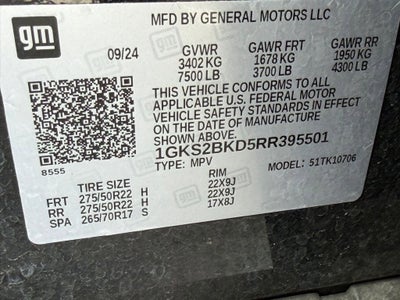 gm
MFD BY GENERAL MOTORS LLC
09/24 GVWR GAWR FRT GAWR RR
3402 KG 1678 KG 1950 KG
7500 LB 3700 LB 4300 LB
THIS VEHICLE CONFORMS TO ALL
APPLICABLE U.S. FEDERAL MOTOR
VEHICLE SAFETY STANDARDS IN EFFECT
ON THE DATE OF MANUFACTURE
SHOWN ABOVE.
1GKS2BKD5RR395501
8555 TYPE: MPV MODEL: 51TK10706
TIRE SIZE RIM
FRT 275/50R22 H 22X9J
RR 275/50R22 H 22X9J
SPA 265/70R17 S 17X8J